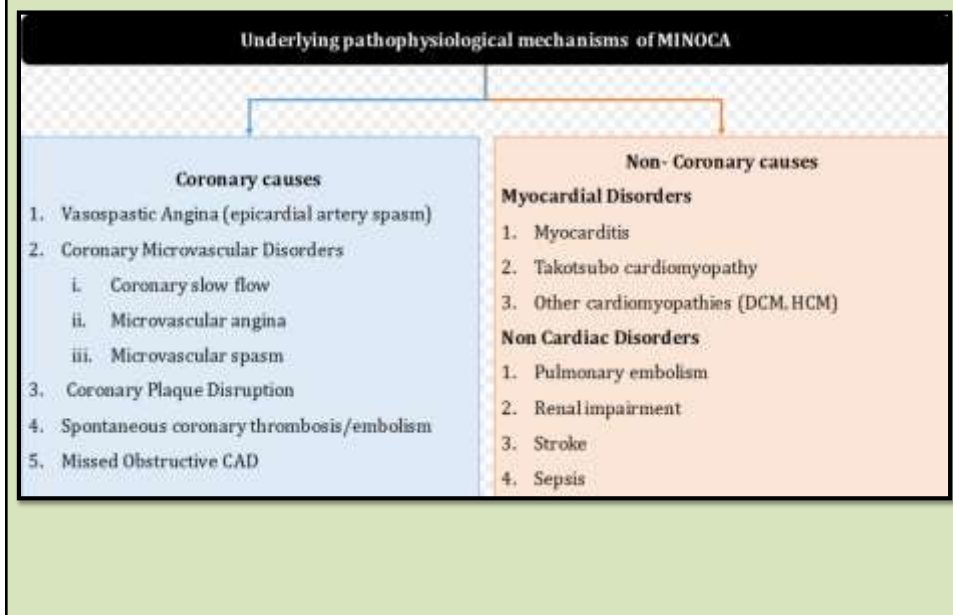 Underlying pathophysiological mechanisms of MINOCA
Coronary causes
1. Vasospastic Angina (epicardial artery spasm)
2. Coronary Microvascular Disorders
i. Coronary slow flow
ii. Microvascular angina
iii. Microvascular spasm
3. Coronary Plaque Disruption
4. Spontaneous coronary thrombosis/embolism
5. Missed Obstructive CAD
Non- Coronary causes
Myocardial Disorders
1. Myocarditis
2. Takotsubo cardiomyopathy
3. Other cardiomyopathies (DCM, HCM)
Non Cardiac Disorders
1. Pulmonary embolism
2. Renal impairment
3. Stroke
4. Sepsis